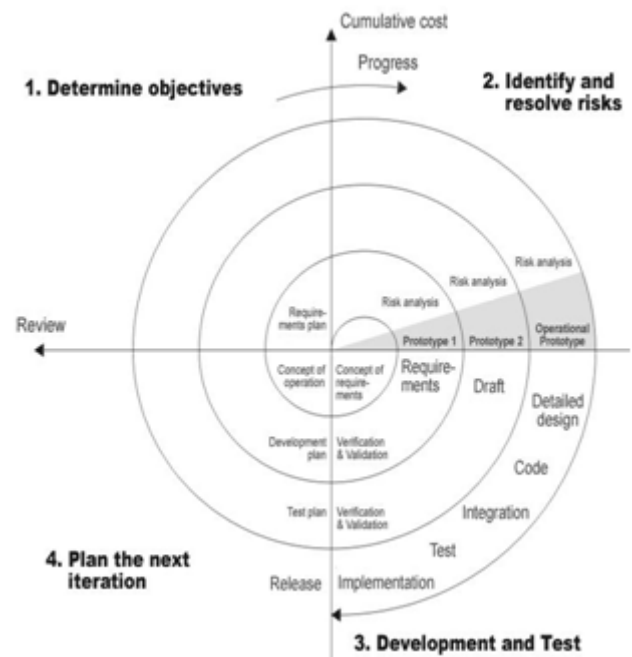 Cumulative cost
Progress
1. Determine objectives
2. Identify and
resolve risks
Risk analysis
Risk analysis
Risk analysis
Require-
ments plan
Review
Prototype 1
Prototype 2
Operational
Prototype
Concept of
operation
Concept of
require-
ments
Require-
ments
Draft
Detailed
design
Development
plan
Verification
& Validation
Code
Test plan
Verification
& Validation
Integration
Test
4. Plan the next
iteration
Release
Implementation
3. Development and Test